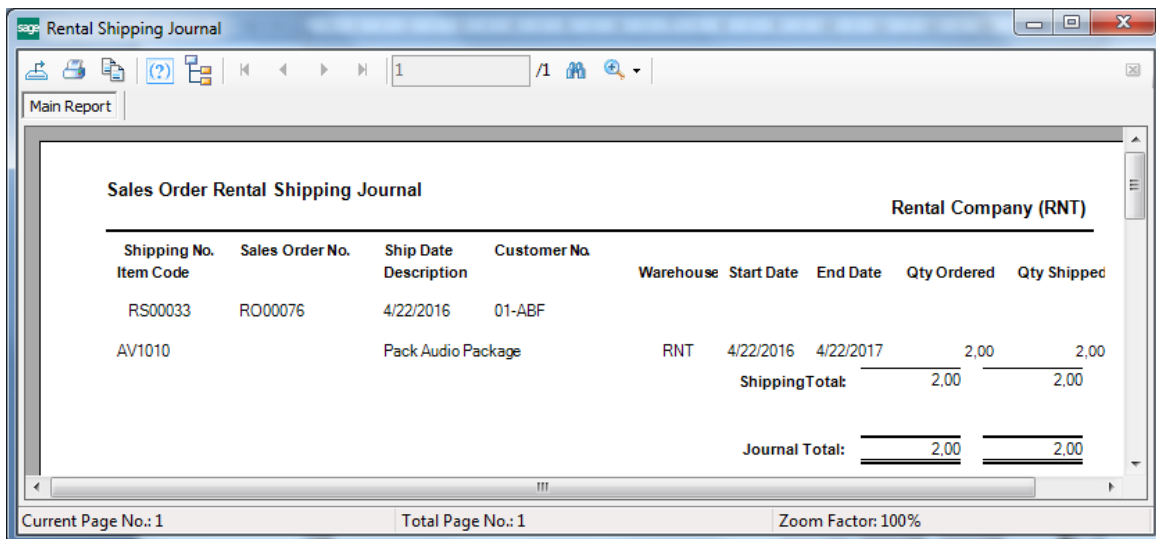 sage Rental Shipping Journal
(?) 1 /1
Main Report
Sales Order Rental Shipping Journal
Rental Company (RNT)
Shipping No. Sales Order No. Ship Date Customer No.
Item Code Description Warehouse Start Date End Date Qty Ordered Qty Shipped
RS00033 RO00076 4/22/2016 01-ABF
AV1010 Pack Audio Package RNT 4/22/2016 4/22/2017 2,00 2,00
Shipping Total: 2,00 2,00
Journal Total: 2,00 2,00
Current Page No.: 1 Total Page No.: 1 Zoom Factor: 100%